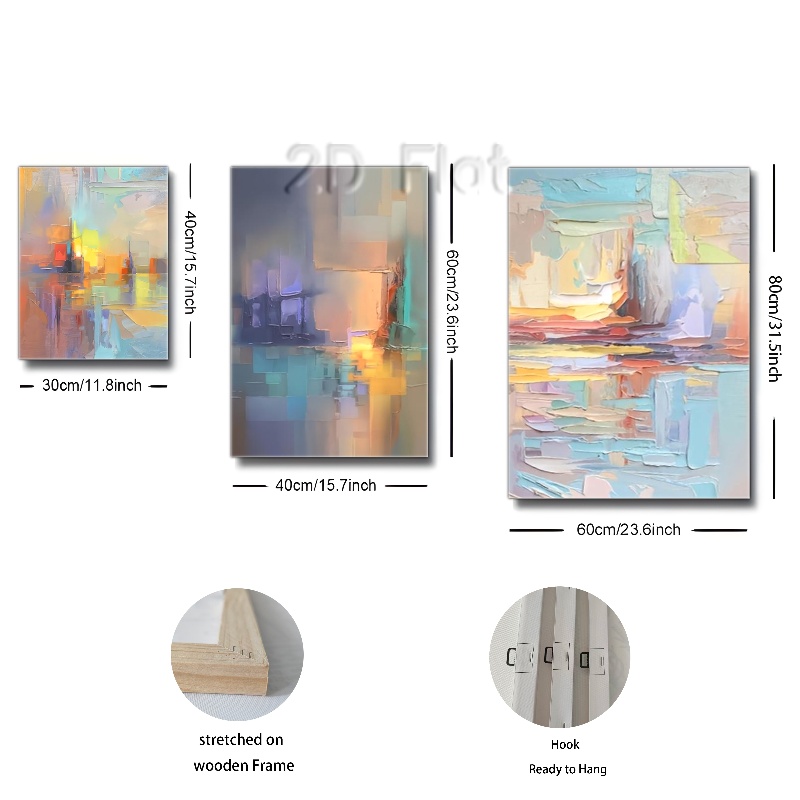 2D Flat
40cm/15.7inch
30cm/11.8inch
60cm/23.6inch
40cm/15.7inch
80cm/31.5inch
60cm/23.6inch
stretched on
wooden Frame
Hook
Ready to Hang